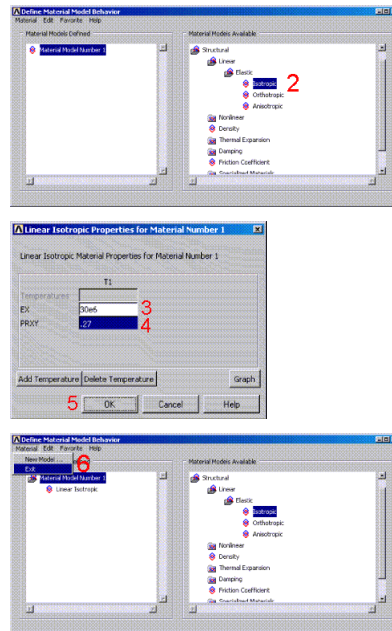 Define Material Model Behavior
Material Edit Favorite Help
Material Models Defined
Material Models Available
Material Model Number 1
Structural
Linear
Elastic
Isotropic
2
Orthotropic
Anisotropic
Nonlinear
Density
Thermal Expansion
Damping
Friction Coefficient
Specialized Materials
Linear Isotropic Properties for Material Number 1
Linear Isotropic Material Properties for Material Number 1
T1
Temperatures
EX 30e6 3
PRXY .27 4
Add Temperature Delete Temperature Graph
5 OK Cancel Help
Define Material Model Behavior
Material Edit Favorite Help
New Model ...
Exit
6
Material Models Available
Material Model Number 1
Linear Isotropic
Structural
Linear
Elastic
Isotropic
Orthotropic
Anisotropic
Nonlinear
Density
Thermal Expansion
Damping
Friction Coefficient
Specialized Materials